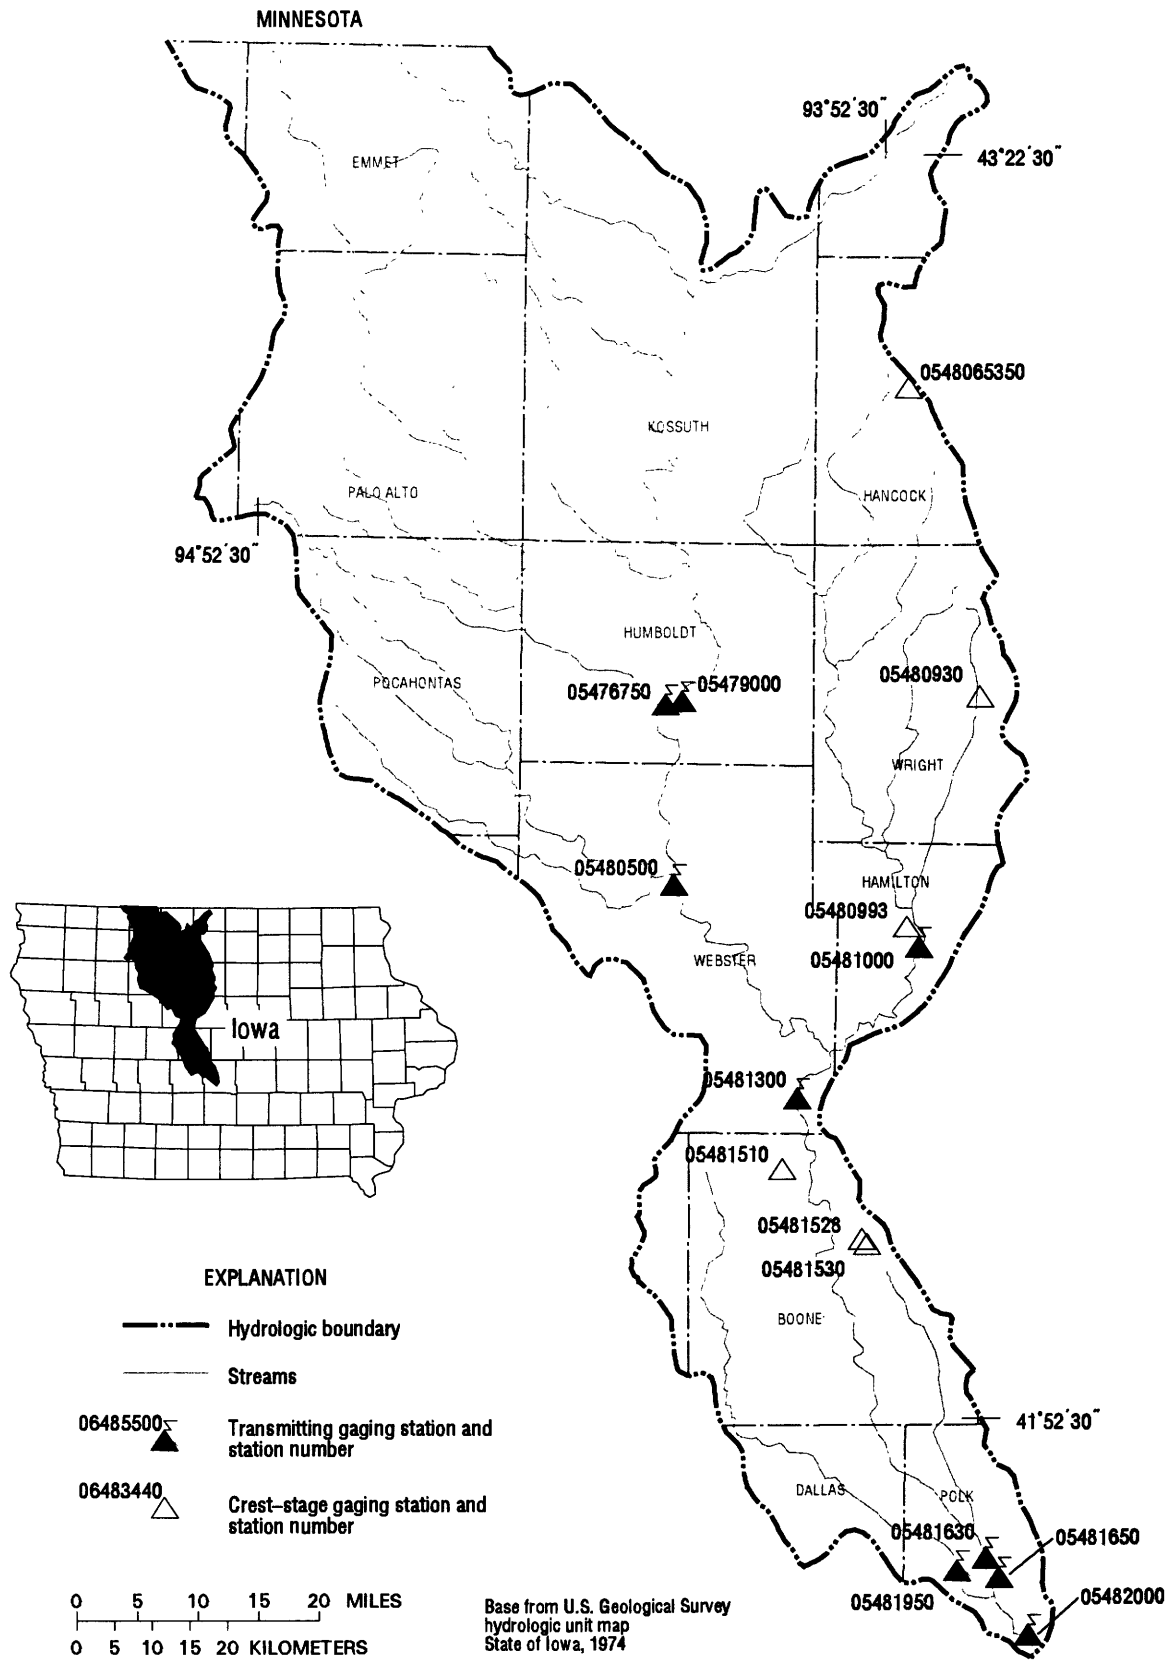 MINNESOTA
93°52'30"
43°22'30"
EMMET
0548065350
KOSSUTH
PALO ALTO
HANCOCK
94°52'30"
HUMBOLDT
05480930
POCAHONTAS
05476750
05479000
WRIGHT
05480500
HAMILTON
05480993
WEBSTER
05481000
Iowa
05481300
05481510
05481528
05481530
EXPLANATION
BOONE
Hydrologic boundary
Streams
41°52'30"
06485500
Transmitting gaging station and
station number
DALLAS
POLK
06483440
Crest-stage gaging station and
station number
05481630
05481650
05481950
05482000
0 5 10 15 20 MILES
0 5 10 15 20 KILOMETERS
Base from U.S. Geological Survey
hydrologic unit map
State of Iowa, 1974